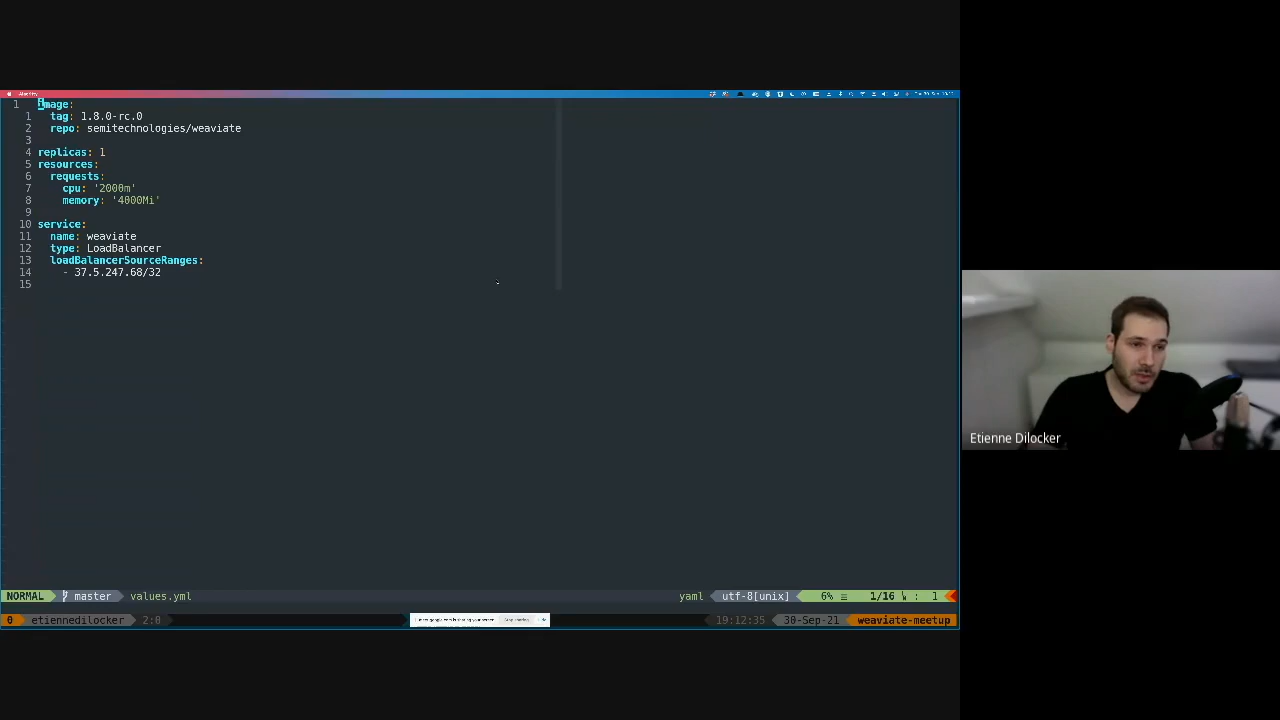 1 image:
1 tag: 1.8.0-rc.0
2 repo: semitechnologies/weaviate
3
4 replicas: 1
5 resources:
6 requests:
7 cpu: '2000m'
8 memory: '4000Mi'
9
10 service:
11 name: weaviate
12 type: LoadBalancer
13 loadBalancerSourceRanges:
14 - 37.5.247.68/32
15
Etienne Dilocker
NORMAL master values.yml yaml utf-8[unix] 6% 1/16 : 1
0 etiennedilocker 2:0 19:12:35 30-Sep-21 weaviate-meetup